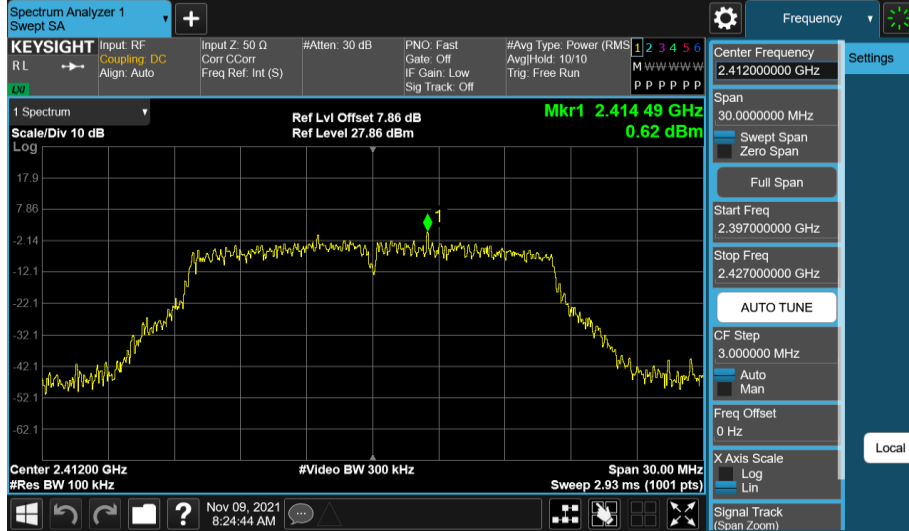 Spectrum Analyzer 1
Swept SA
Frequency
KEYSIGHT
R L
LXI
Input: RF
Coupling: DC
Align: Auto
Input Z: 50 Ω
Corr CCorr
Freq Ref: Int (S)
#Atten: 30 dB
PNO: Fast
Gate: Off
IF Gain: Low
Sig Track: Off
#Avg Type: Power (RMS
Avg|Hold: 10/10
Trig: Free Run
1 2 3 4 5 6
M W W W W W
P P P P P P
1 Spectrum
Scale/Div 10 dB
Log
Ref Lvl Offset 7.86 dB
Ref Level 27.86 dBm
Mkr1 2.414 49 GHz
0.62 dBm
17.9
7.86
-2.14
-12.1
-22.1
-32.1
-42.1
-52.1
-62.1
1
Center 2.41200 GHz
#Res BW 100 kHz
#Video BW 300 kHz
Span 30.00 MHz
Sweep 2.93 ms (1001 pts)
Nov 09, 2021
8:24:44 AM
Center Frequency
2.412000000 GHz
Span
30.0000000 MHz
Swept Span
Zero Span
Full Span
Start Freq
2.397000000 GHz
Stop Freq
2.427000000 GHz
AUTO TUNE
CF Step
3.000000 MHz
Auto
Man
Freq Offset
0 Hz
X Axis Scale
Log
Lin
Signal Track
(Span Zoom)
Settings
Local